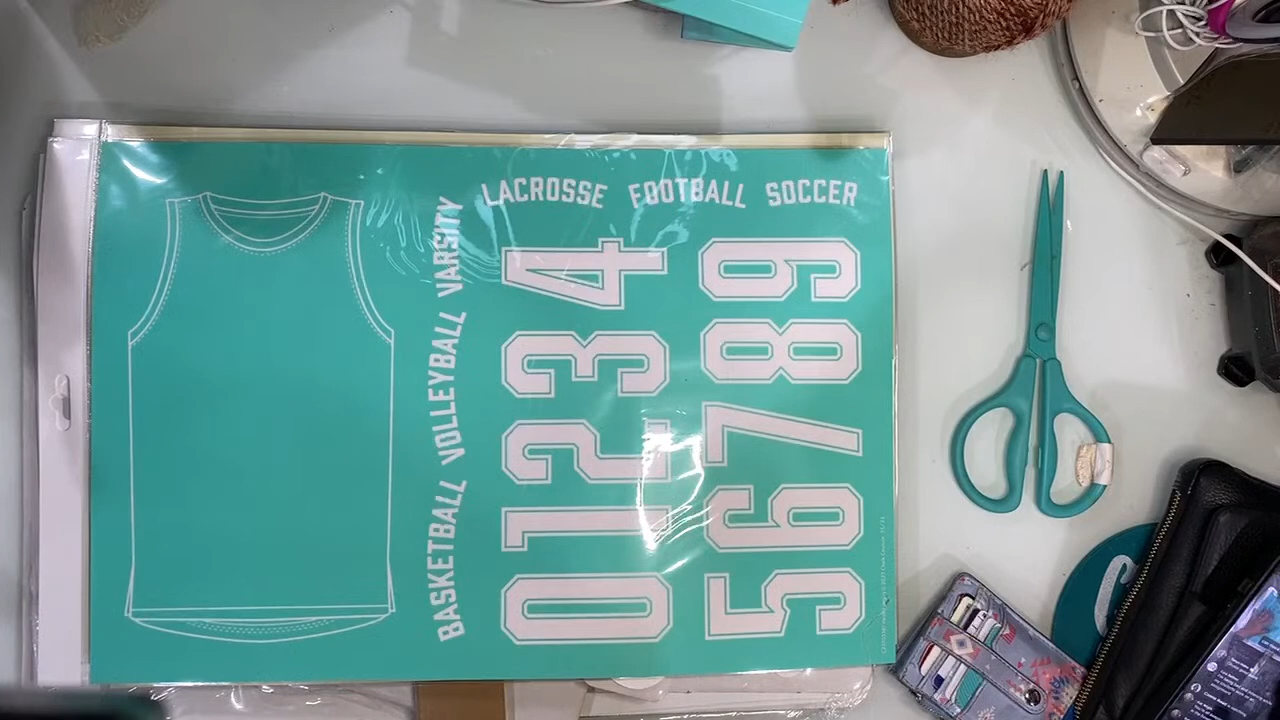 LACROSSE FOOTBALL SOCCER
BASKETBALL VOLLEYBALL VARSITY
01234
56789